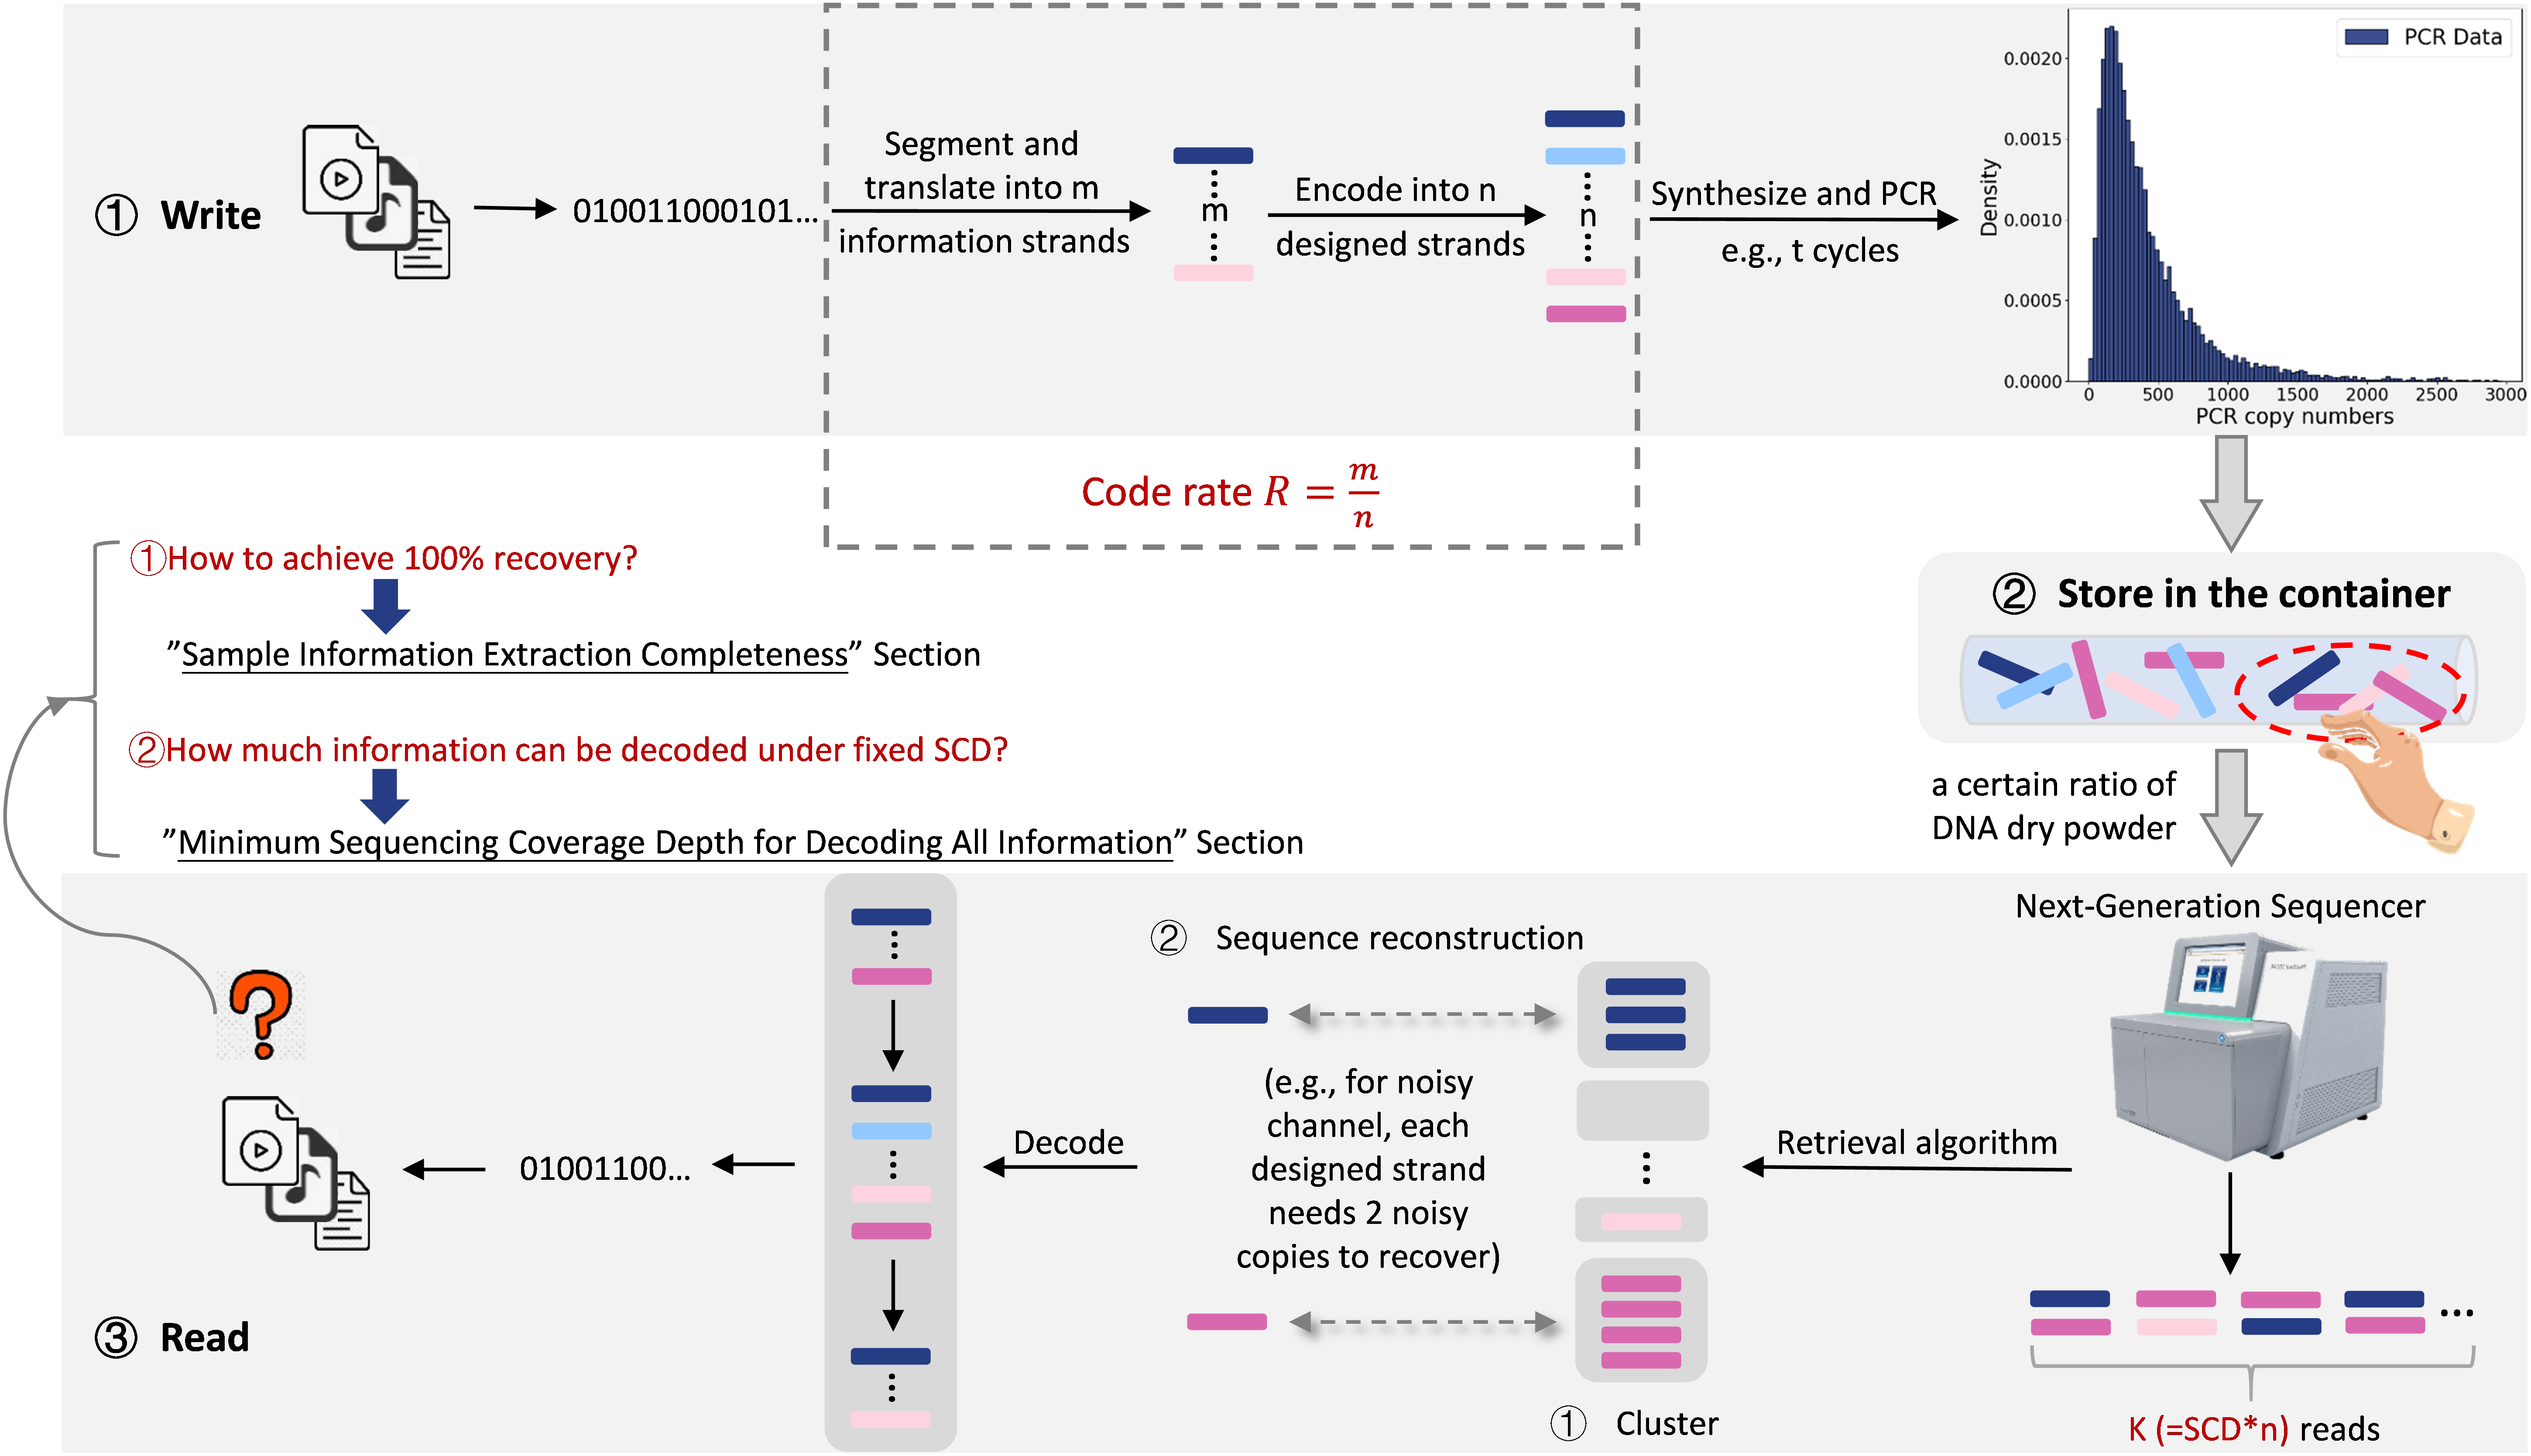 ① Write
010011000101...
Segment and
translate into m
information strands
m
Encode into n
designed strands
n
Synthesize and PCR
e.g., t cycles
PCR Data
Density
0.0020
0.0015
0.0010
0.0005
0.0000
0 500 1000 1500 2000 2500 3000
PCR copy numbers
Code rate R = m/n
①How to achieve 100% recovery?
”Sample Information Extraction Completeness” Section
②How much information can be decoded under fixed SCD?
”Minimum Sequencing Coverage Depth for Decoding All Information” Section
② Store in the container
a certain ratio of
DNA dry powder
Next-Generation Sequencer
K (=SCD*n) reads
Retrieval algorithm
① Cluster
② Sequence reconstruction
(e.g., for noisy
channel, each
designed strand
needs 2 noisy
copies to recover)
Decode
01001100...
?
③ Read